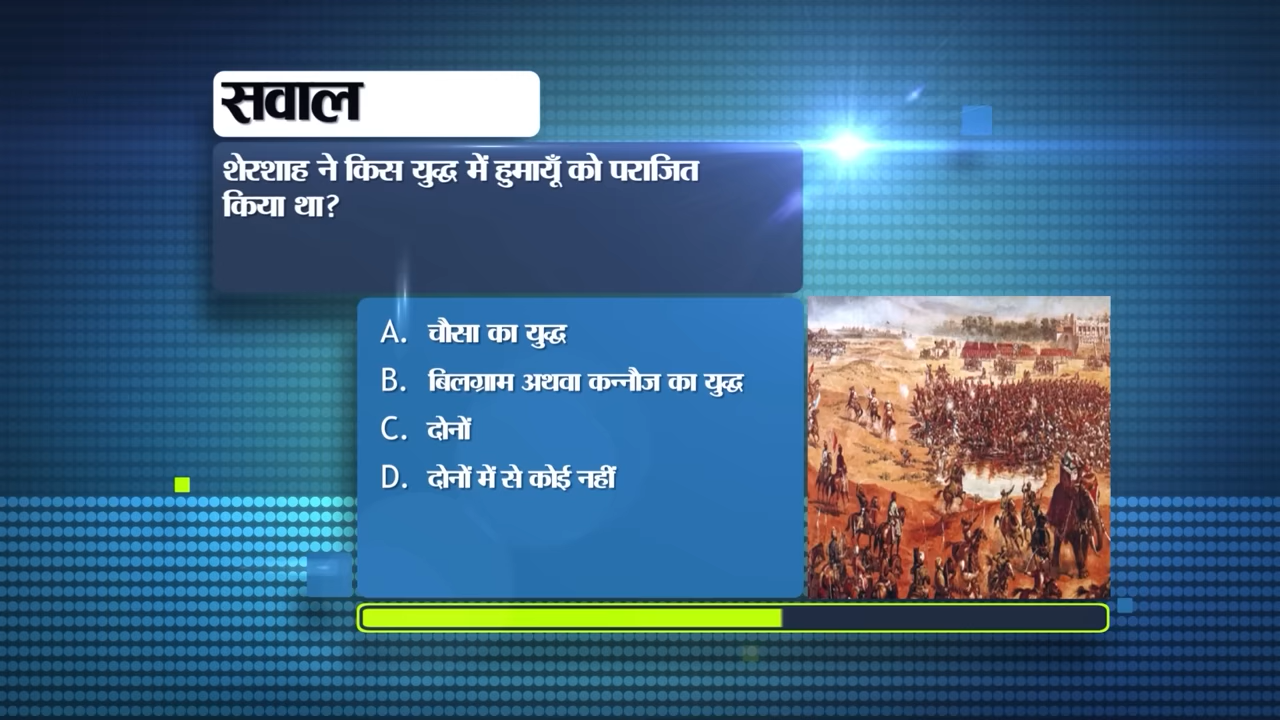 सवाल
शेरशाह ने किस युद्ध में हुमायूँ को पराजित
किया था?
A. चौसा का युद्ध
B. बिलग्राम अथवा कन्नौज का युद्ध
C. दोनों
D. दोनों में से कोई नहीं